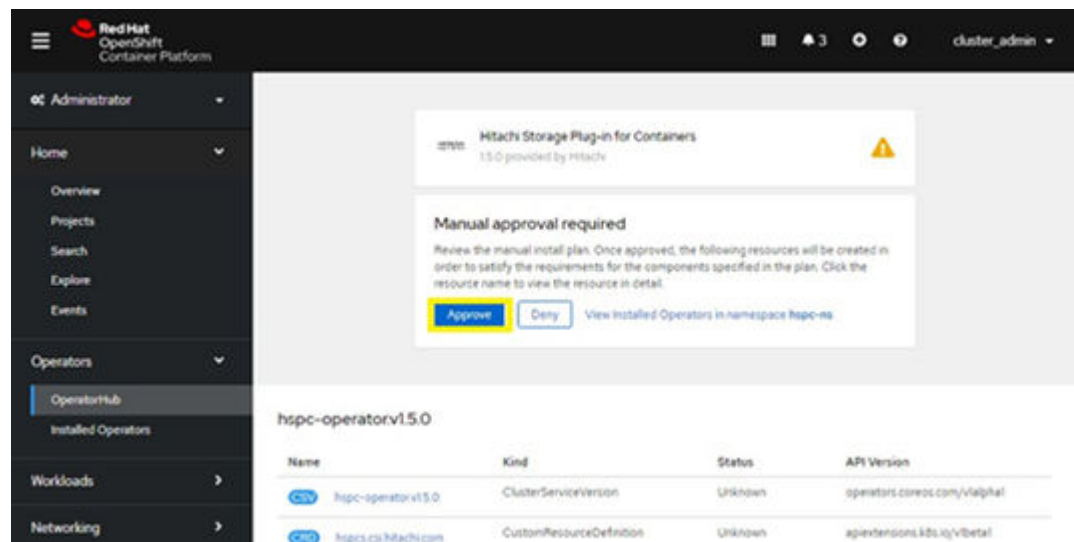 Red Hat
OpenShift
Container Platform
3
cluster_admin
Administrator
Home
Overview
Projects
Search
Explore
Events
Operators
OperatorHub
Installed Operators
Workloads
Networking
Hitachi Storage Plug-in for Containers
1.5.0 provided by Hitachi
Manual approval required
Review the manual install plan. Once approved, the following resources will be created in
order to satisfy the requirements for the components specified in the plan. Click the
resource name to view the resource in detail.
Approve Deny View Installed Operators in namespace hspc-ns
hspc-operator.v1.5.0
Name Kind Status API Version
CSV hspc-operator.v1.5.0 ClusterServiceVersion Unknown operators.coreos.com/v1alpha1
CRD hspcs.csi.hitachi.com CustomResourceDefinition Unknown apiextensions.k8s.io/v1beta1